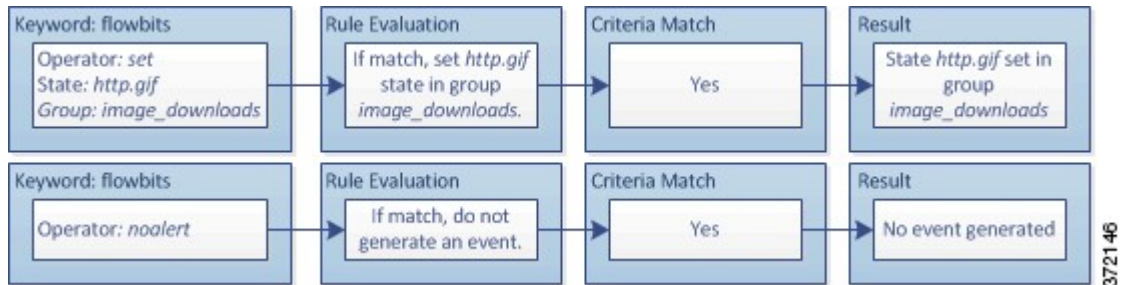 Keyword: flowbits
Operator: set
State: http.gif
Group: image_downloads
Rule Evaluation
If match, set http.gif
state in group
image_downloads.
Criteria Match
Yes
Result
State http.gif set in
group
image_downloads
Keyword: flowbits
Operator: noalert
Rule Evaluation
If match, do not
generate an event.
Criteria Match
Yes
Result
No event generated
372146